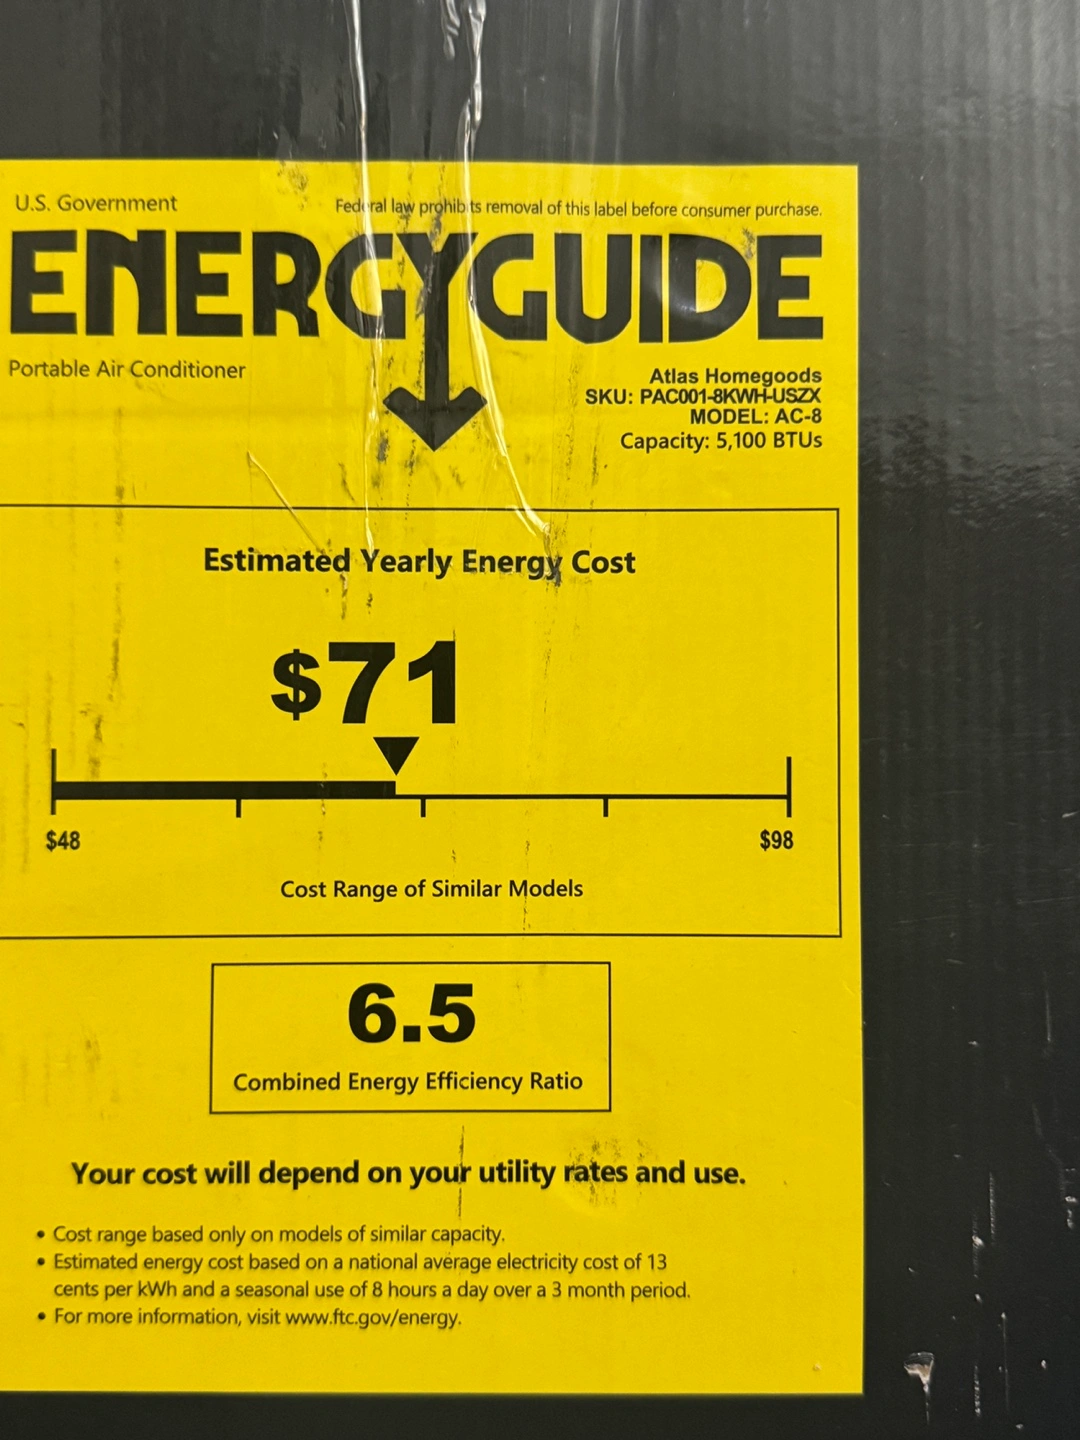 U.S. Government
Federal law prohibits removal of this label before consumer purchase.
ENERGYGUIDE
Portable Air Conditioner
Atlas Homegoods
SKU: PAC001-8KWH-USZX
MODEL: AC-8
Capacity: 5,100 BTUs
Estimated Yearly Energy Cost
$71
$48
$98
Cost Range of Similar Models
6.5
Combined Energy Efficiency Ratio
Your cost will depend on your utility rates and use.
• Cost range based only on models of similar capacity.
• Estimated energy cost based on a national average electricity cost of 13
cents per kWh and a seasonal use of 8 hours a day over a 3 month period.
• For more information, visit www.ftc.gov/energy.